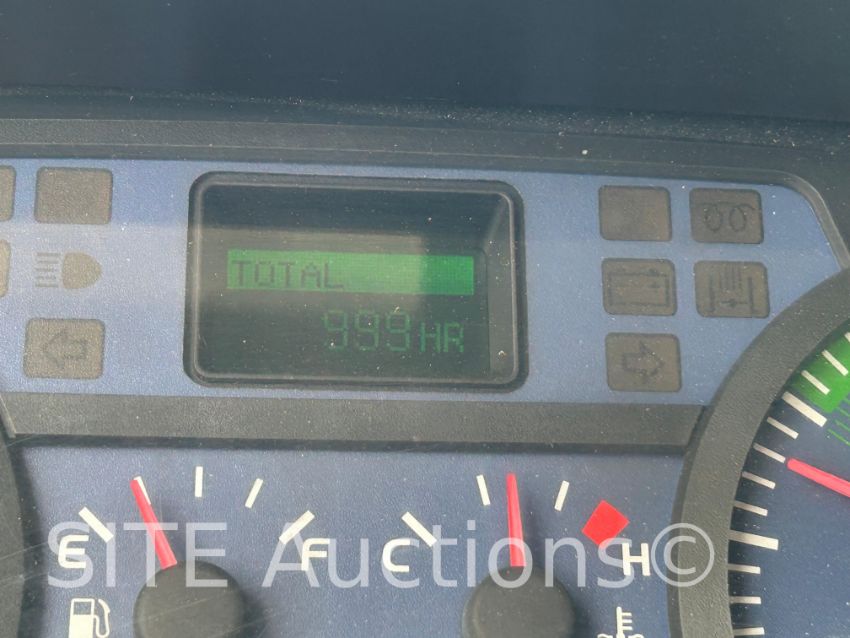 TOTAL
999HR
E F C H
SITE Auctions©